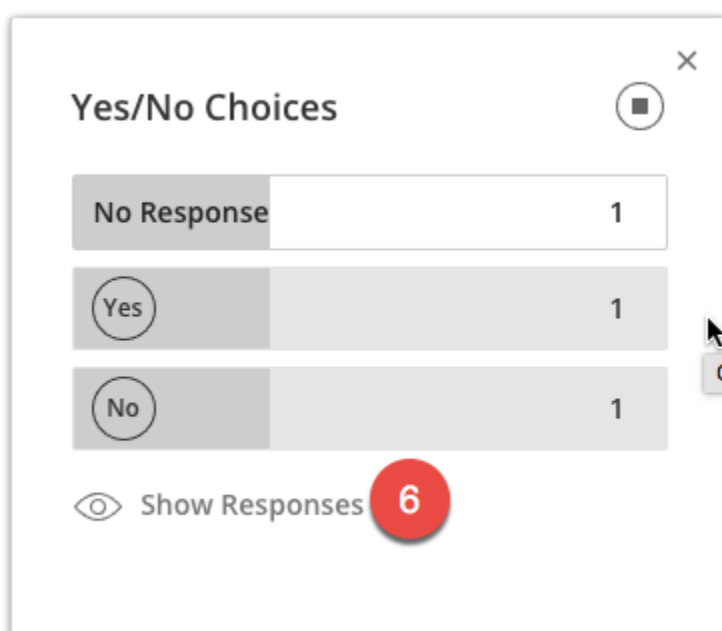 Yes/No Choices
No Response 1
Yes 1
No 1
Show Responses 6